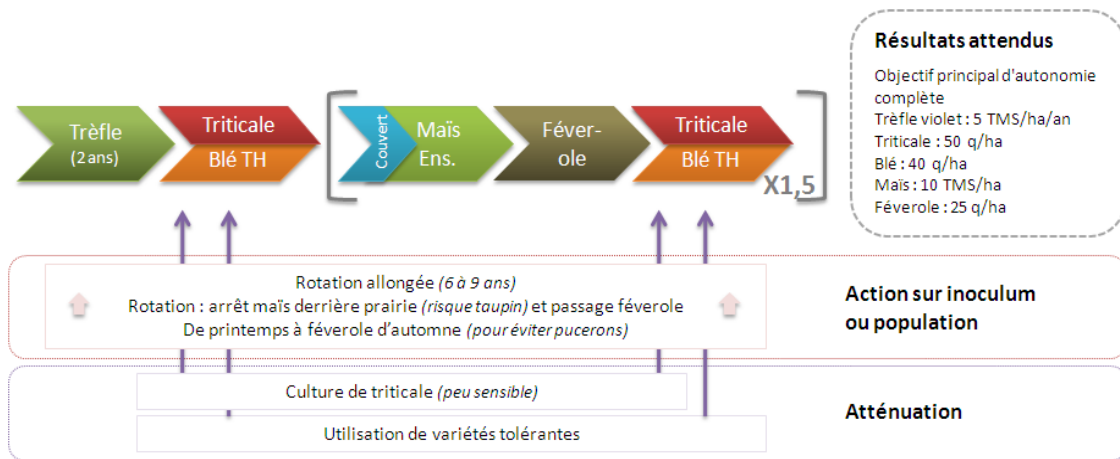 Trèfle
(2 ans)
Triticale
Blé TH
Couvert
Maïs
Ens.
Féver-
ole
Triticale
Blé TH
X1,5
Résultats attendus
Objectif principal d'autonomie
complète
Trèfle violet : 5 TMS/ha/an
Triticale : 50 q/ha
Blé : 40 q/ha
Maïs : 10 TMS/ha
Féverole : 25 q/ha
Rotation allongée (6 à 9 ans)
Rotation : arrêt maïs derrière prairie (risque taupin) et passage féverole
De printemps à féverole d'automne (pour éviter pucerons)
Action sur inoculum
ou population
Culture de triticale (peu sensible)
Utilisation de variétés tolérantes
Atténuation